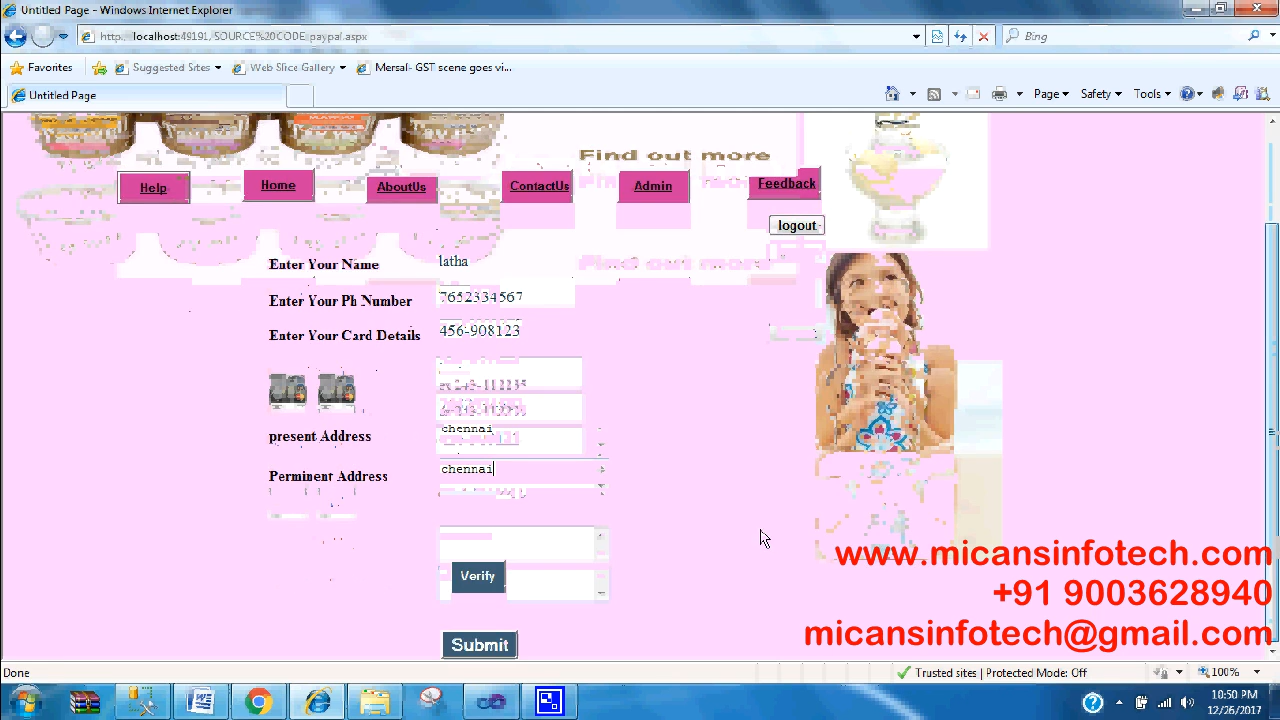 Untitled Page - Windows Internet Explorer
localhost:49191/SOURCE%20CODE/paypal.aspx
Bing
Favorites
Suggested Sites
Web Slice Gallery
Mersal- GST scene goes vi...
Untitled Page
Page
Safety
Tools
Find out more
Help
Home
AboutUs
ContactUs
Admin
Feedback
logout
Enter Your Name
latha
Enter Your Ph Number
7652334567
Enter Your Card Details
456-908123
present Address
chennai
Perminent Address
chennai
Verify
Submit
www.micansinfotech.com
+91 9003628940
micansinfotech@gmail.com
Done
Trusted sites | Protected Mode: Off
100%
10:50 PM
12/26/2017